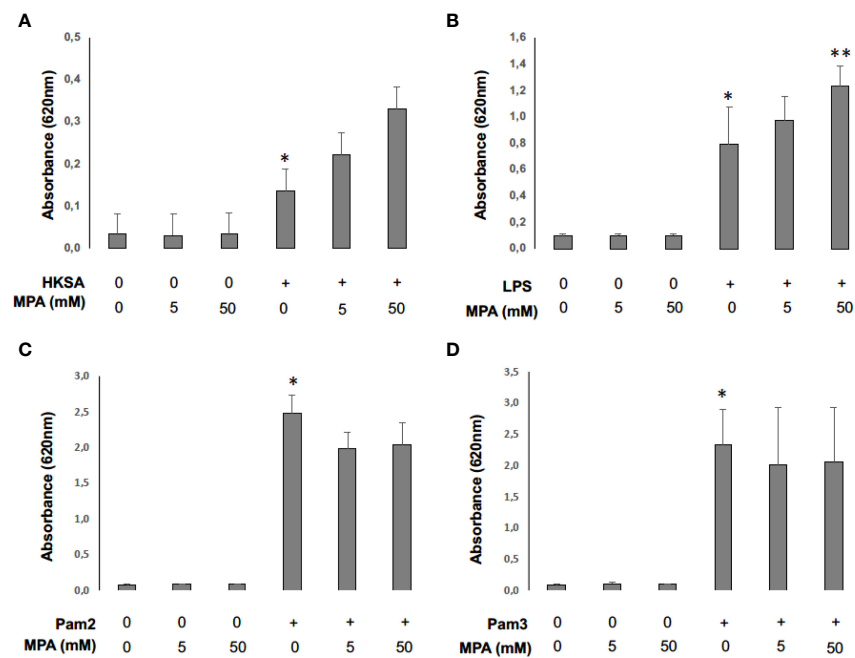 A
Absorbance (620nm)
0,5
0,4
0,3
0,2
0,1
0,0
*
HKSA 0 0 0 + + +
MPA (mM) 0 5 50 0 5 50
B
Absorbance (620nm)
1,6
1,4
1,2
1,0
0,8
0,6
0,4
0,2
0,0
*
**
LPS 0 0 0 + + +
MPA (mM) 0 5 50 0 5 50
C
Absorbance (620nm)
3,0
2,5
2,0
1,5
1,0
0,5
0,0
*
Pam2 0 0 0 + + +
MPA (mM) 0 5 50 0 5 50
D
Absorbance (620nm)
3,5
3,0
2,5
2,0
1,5
1,0
0,5
0,0
*
Pam3 0 0 0 + + +
MPA (mM) 0 5 50 0 5 50